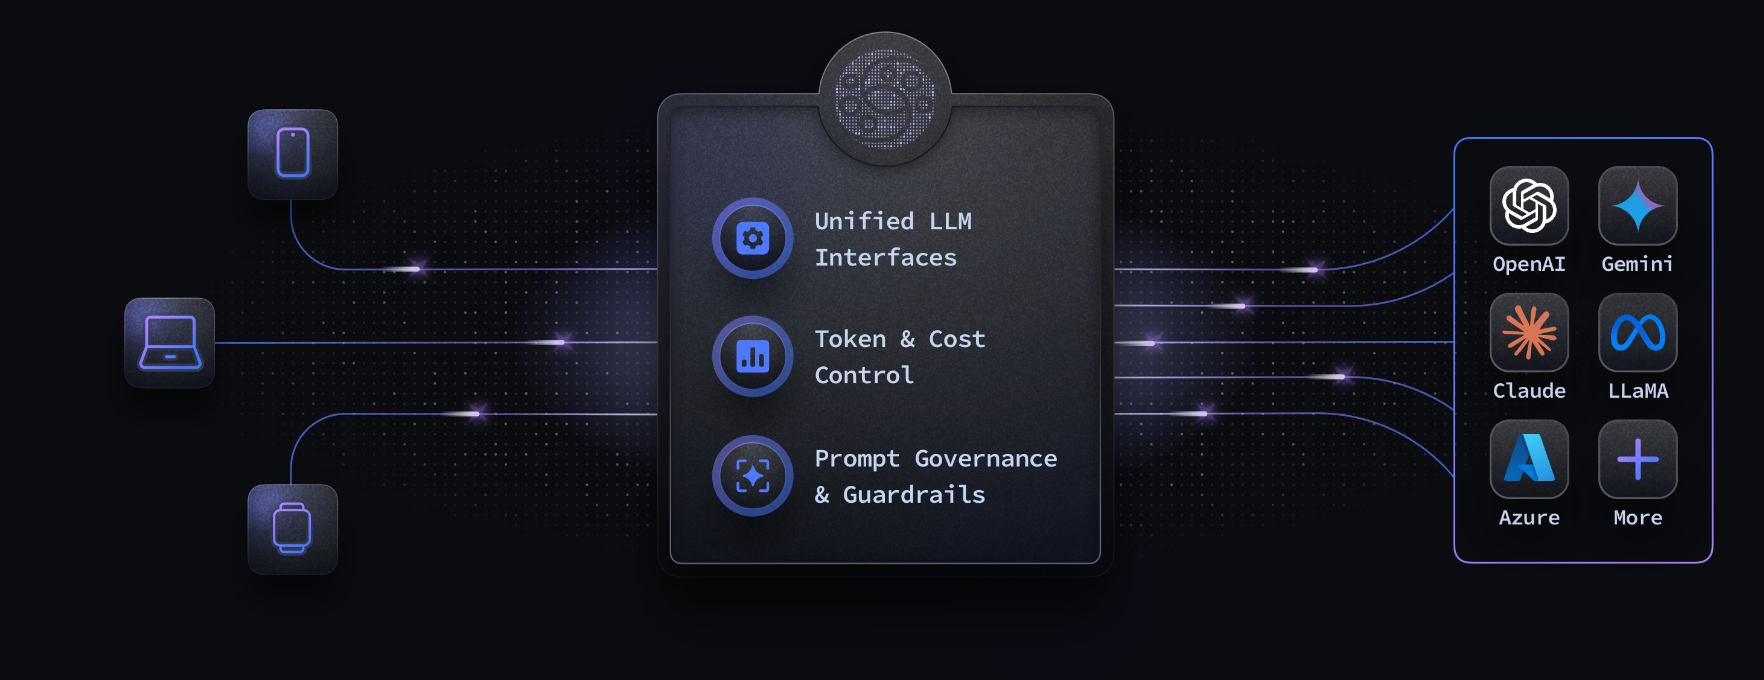 Unified LLM
Interfaces
Token & Cost
Control
Prompt Governance
& Guardrails
OpenAI
Gemini
Claude
LLaMA
Azure
More